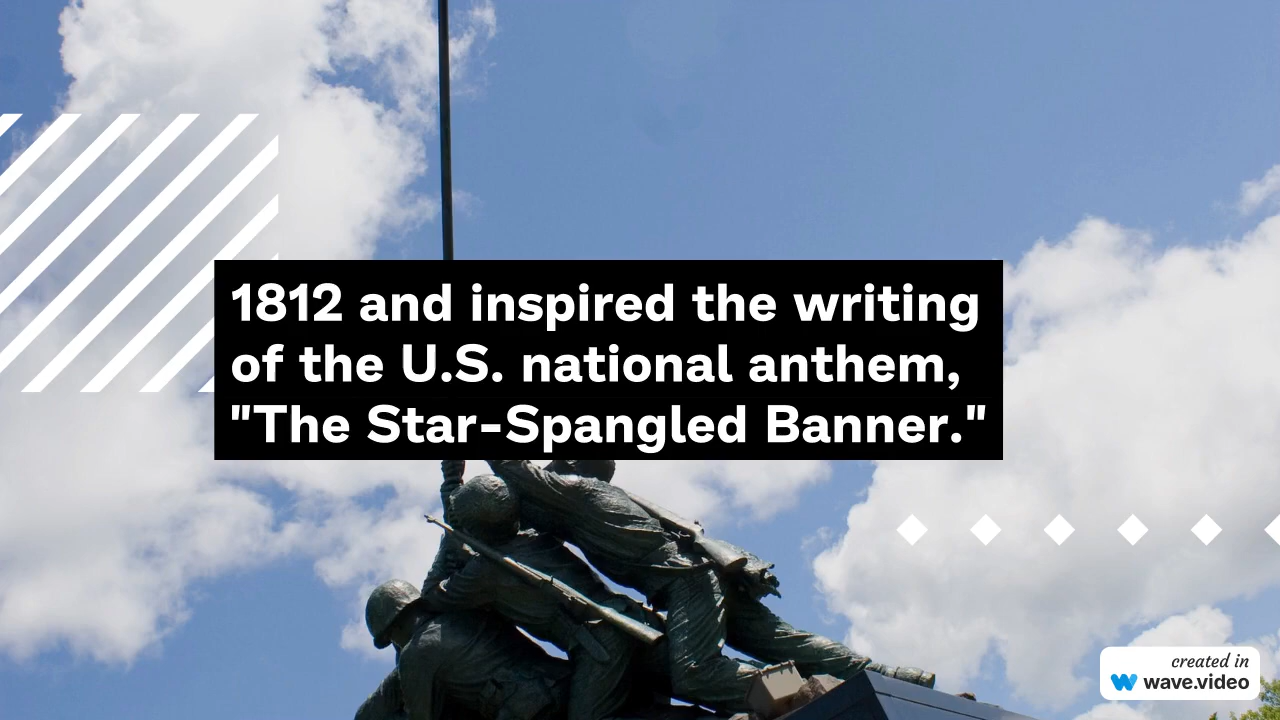 1812 and inspired the writing
of the U.S. national anthem,
"The Star-Spangled Banner."
created in
wave.video